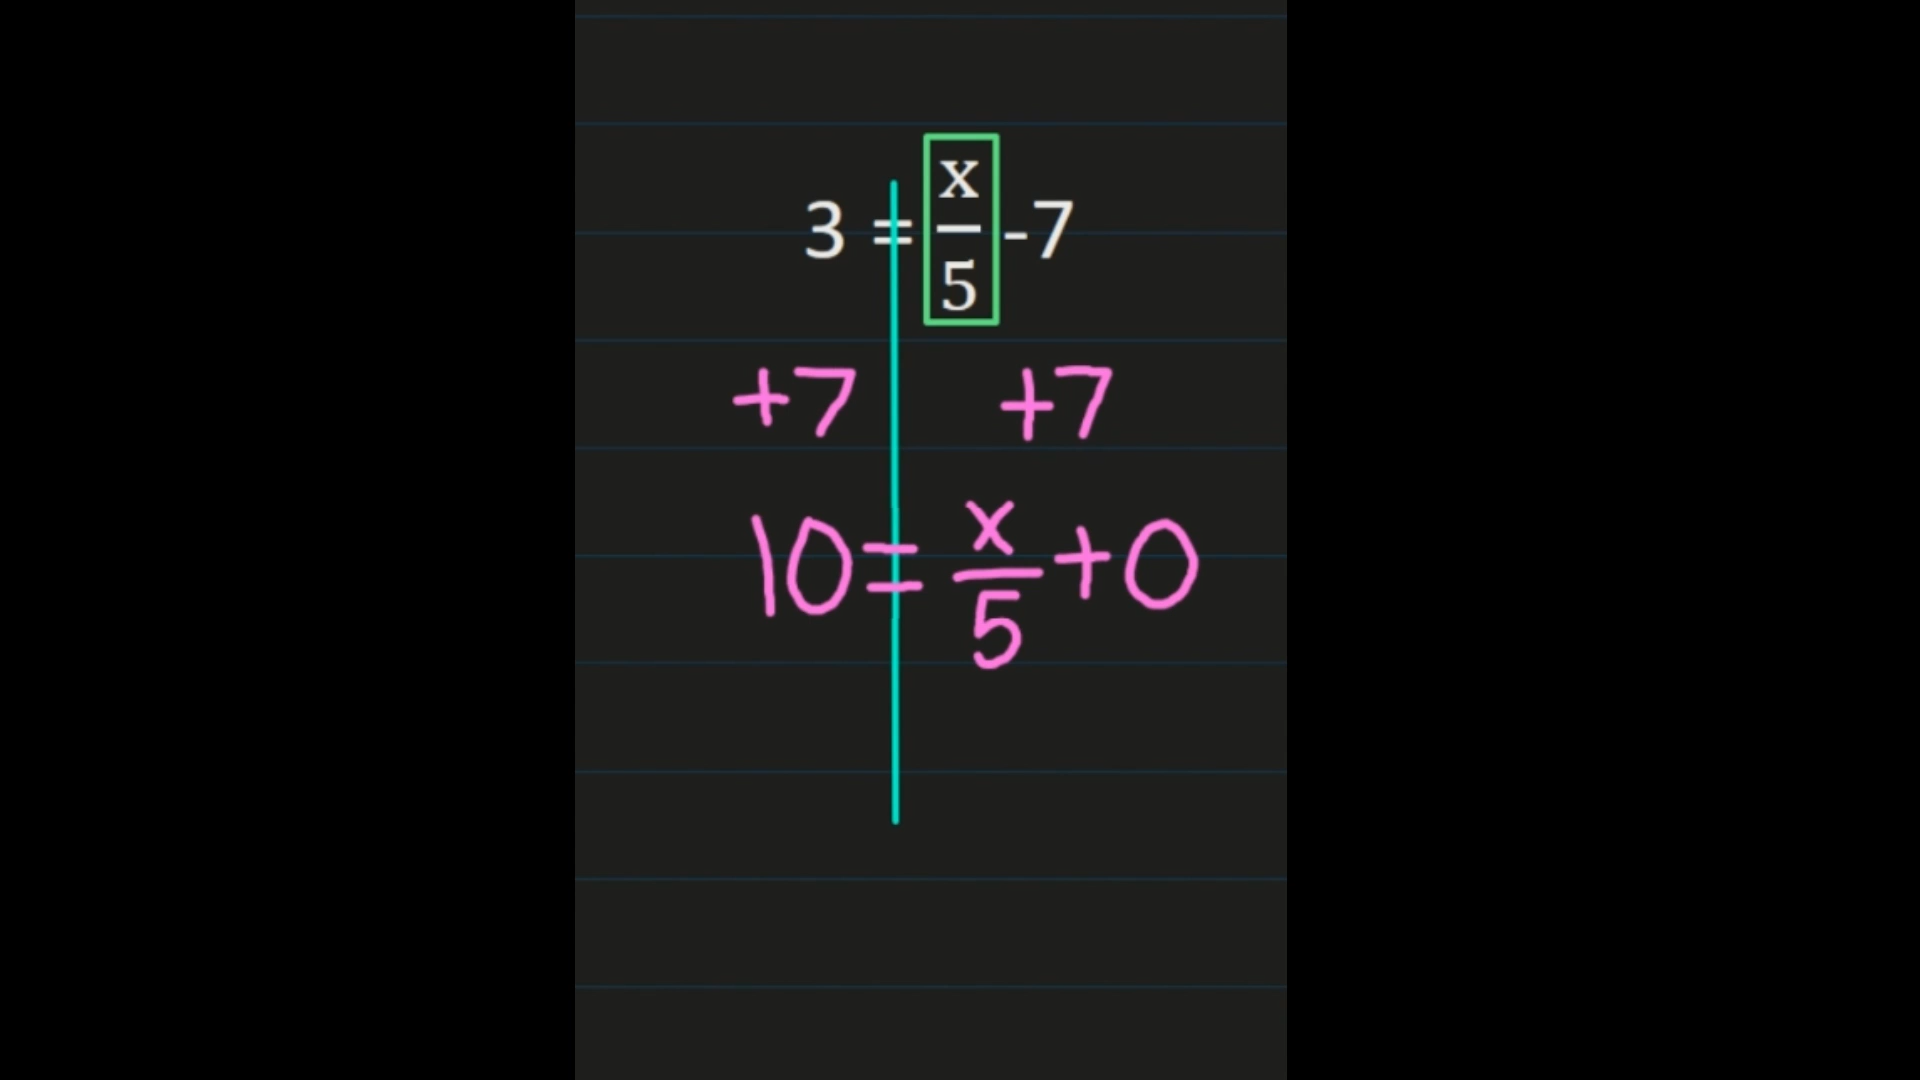 3 = x/5 -7
+7 +7
10 = x/5 + 0